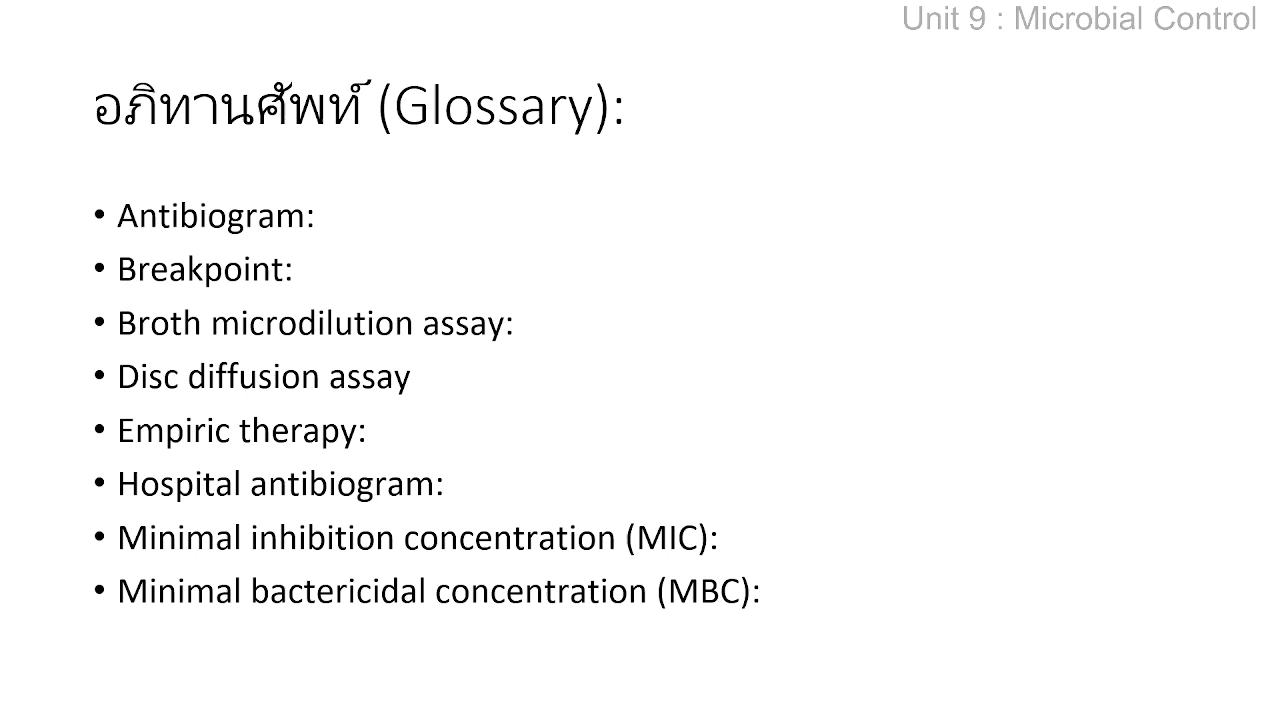 Unit 9 : Microbial Control
อภิทานศัพท์ (Glossary):
• Antibiogram:
• Breakpoint:
• Broth microdilution assay:
• Disc diffusion assay
• Empiric therapy:
• Hospital antibiogram:
• Minimal inhibition concentration (MIC):
• Minimal bactericidal concentration (MBC):